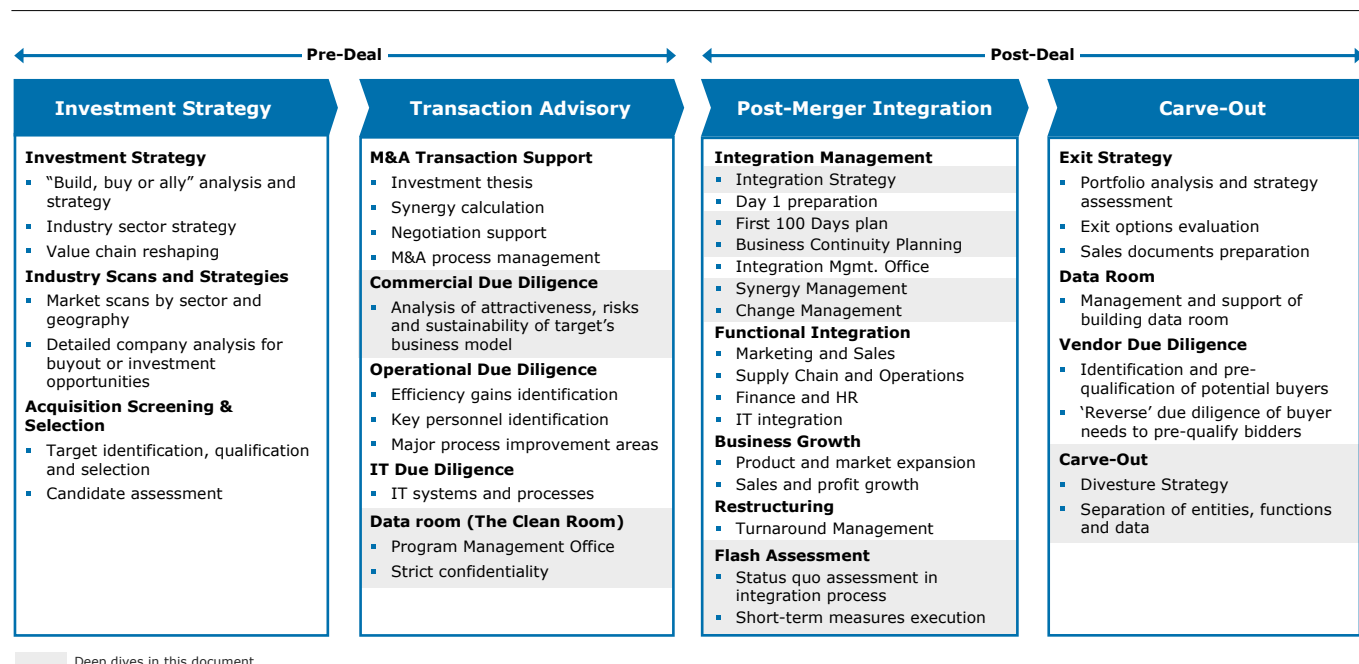 Pre-Deal
Post-Deal
Investment Strategy
Transaction Advisory
Post-Merger Integration
Carve-Out
Investment Strategy
▪ “Build, buy or ally” analysis and
strategy
▪ Industry sector strategy
▪ Value chain reshaping
Industry Scans and Strategies
▪ Market scans by sector and
geography
▪ Detailed company analysis for
buyout or investment
opportunities
Acquisition Screening &
Selection
▪ Target identification, qualification
and selection
▪ Candidate assessment
M&A Transaction Support
▪ Investment thesis
▪ Synergy calculation
▪ Negotiation support
▪ M&A process management
Commercial Due Diligence
▪ Analysis of attractiveness, risks
and sustainability of target’s
business model
Operational Due Diligence
▪ Efficiency gains identification
▪ Key personnel identification
▪ Major process improvement areas
IT Due Diligence
▪ IT systems and processes
Data room (The Clean Room)
▪ Program Management Office
▪ Strict confidentiality
Integration Management
▪ Integration Strategy
▪ Day 1 preparation
▪ First 100 Days plan
▪ Business Continuity Planning
▪ Integration Mgmt. Office
▪ Synergy Management
▪ Change Management
Functional Integration
▪ Marketing and Sales
▪ Supply Chain and Operations
▪ Finance and HR
▪ IT integration
Business Growth
▪ Product and market expansion
▪ Sales and profit growth
Restructuring
▪ Turnaround Management
Flash Assessment
▪ Status quo assessment in
integration process
▪ Short-term measures execution
Exit Strategy
▪ Portfolio analysis and strategy
assessment
▪ Exit options evaluation
▪ Sales documents preparation
Data Room
▪ Management and support of
building data room
Vendor Due Diligence
▪ Identification and pre-
qualification of potential buyers
▪ ‘Reverse’ due diligence of buyer
needs to pre-qualify bidders
Carve-Out
▪ Divesture Strategy
▪ Separation of entities, functions
and data
Deep dives in this document